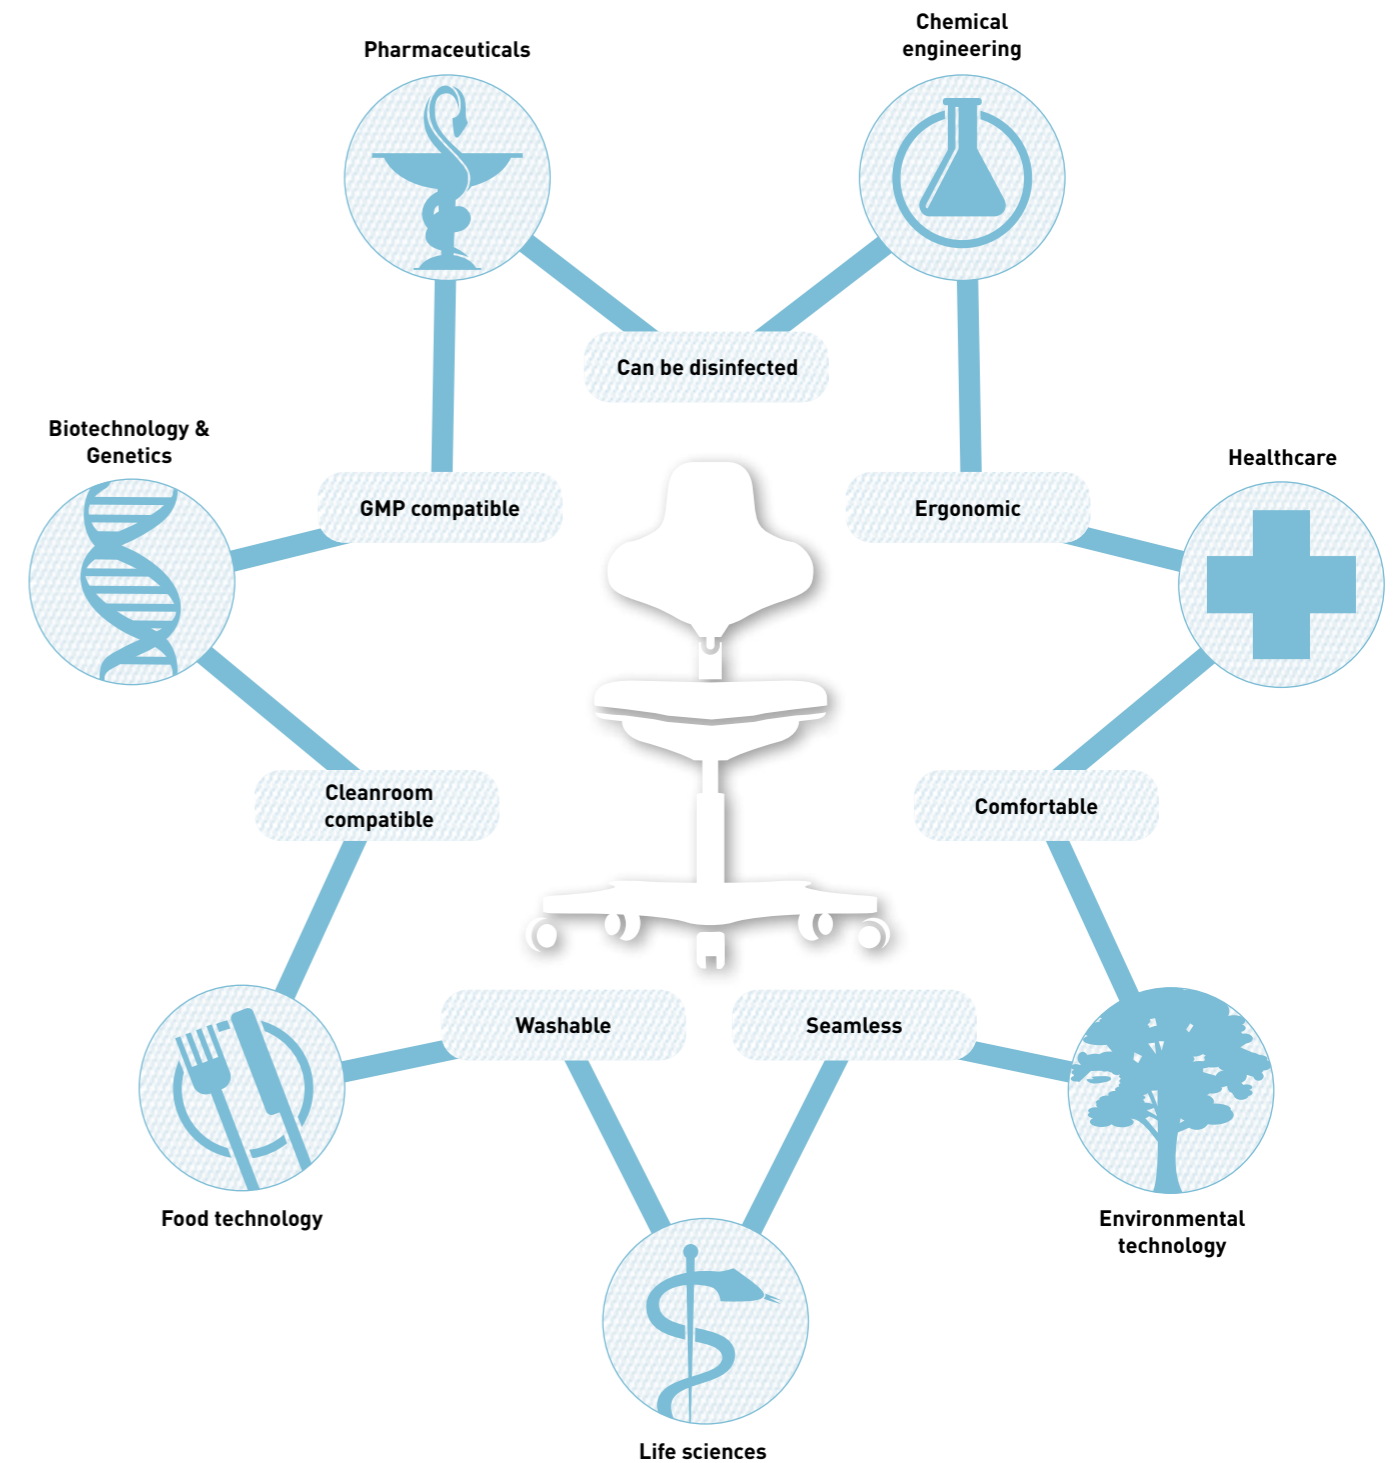 Chemical
engineering
Pharmaceuticals
Can be disinfected
Biotechnology &
Genetics
Healthcare
GMP compatible
Ergonomic
Cleanroom
compatible
Comfortable
Washable
Seamless
Food technology
Environmental
technology
Life sciences